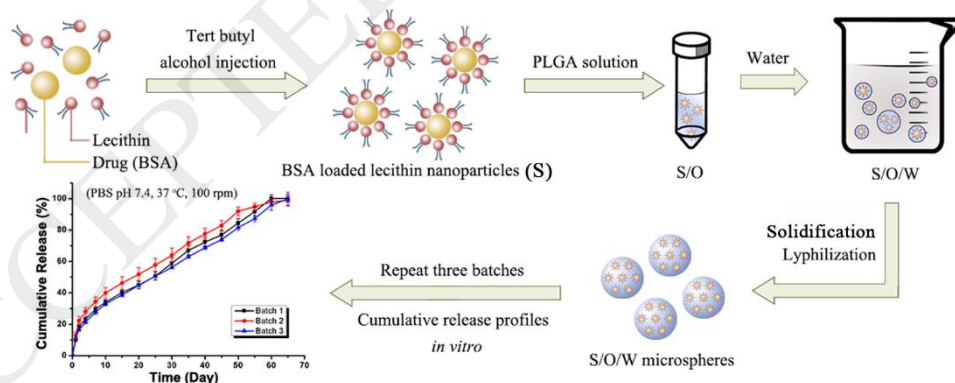 Tert butyl
alcohol injection
PLGA solution
Water
Lecithin
Drug (BSA)
BSA loaded lecithin nanoparticles (S)
S/O
S/O/W
(PBS pH 7.4, 37 °C, 100 rpm)
Cumulative Release (%)
100
80
60
40
20
0
Batch 1
Batch 2
Batch 3
0 10 20 30 40 50 60 70
Time (Day)
Repeat three batches
Cumulative release profiles
in vitro
S/O/W microspheres
Solidification
Lyphilization
CCEPTE